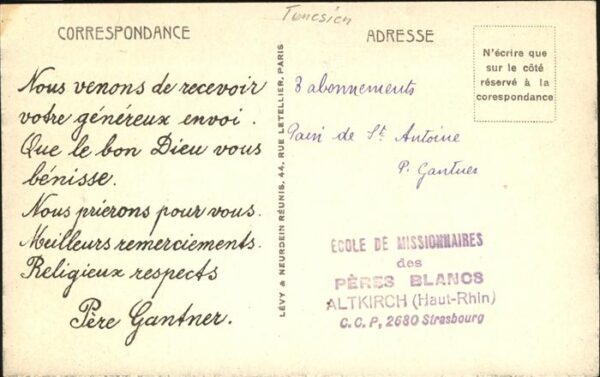 Tunesien
CORRESPONDANCE
ADRESSE
N'écrire que
sur le côté
réservé à la
corespondance
Nous venons de recevoir
votre généreux envoi.
Que le bon Dieu vous
bénisse.
Nous prierons pour vous.
Meilleurs remerciements.
Religieux respects
Père Gantner.
LÉVY & NEURDEIN RÉUNIS, 44, RUE LETELLIER, PARIS
3 abonnements
Pain de St Antoine
P. Gantner
ÉCOLE DE MISSIONNAIRES
des
PÈRES BLANCS
ALTKIRCH (Haut-Rhin)
C.C.P, 2680 Strasbourg